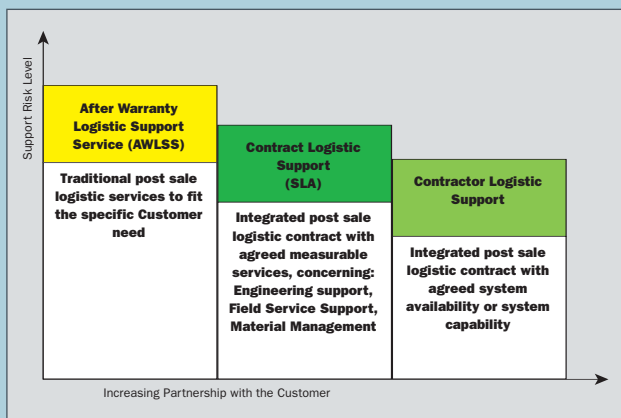 Support Risk Level
After Warranty
Logistic Support
Service (AWLSS)
Traditional post sale
logistic services to fit
the specific Customer
need
Contract Logistic
Support
(SLA)
Integrated post sale
logistic contract with
agreed measurable
services, concerning:
Engineering support,
Field Service Support,
Material Management
Contractor Logistic
Support
Integrated post sale
logistic contract with
agreed system
availability or system
capability
Increasing Partnership with the Customer